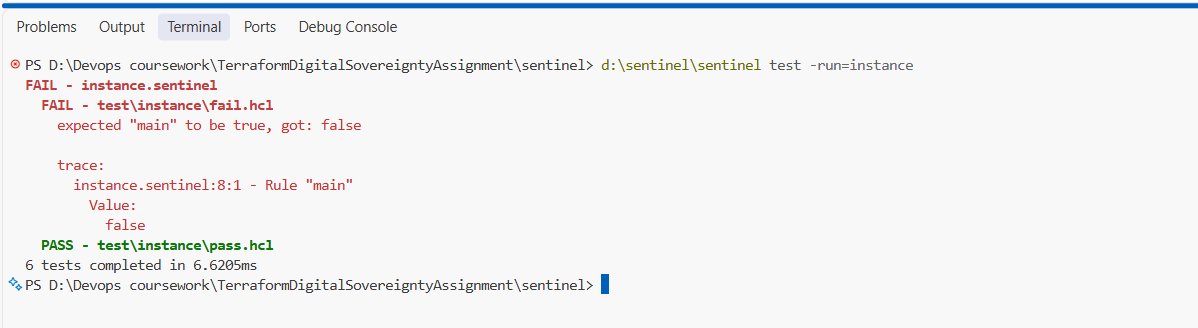 Problems Output Terminal Ports Debug Console
PS D:\Devops coursework\TerraformDigitalSovereigntyAssignment\sentinel> d:\sentinel\sentinel test -run=instance
FAIL - instance.sentinel
FAIL - test\instance\fail.hcl
expected "main" to be true, got: false
trace:
instance.sentinel:8:1 - Rule "main"
Value:
false
PASS - test\instance\pass.hcl
6 tests completed in 6.6205ms
PS D:\Devops coursework\TerraformDigitalSovereigntyAssignment\sentinel>